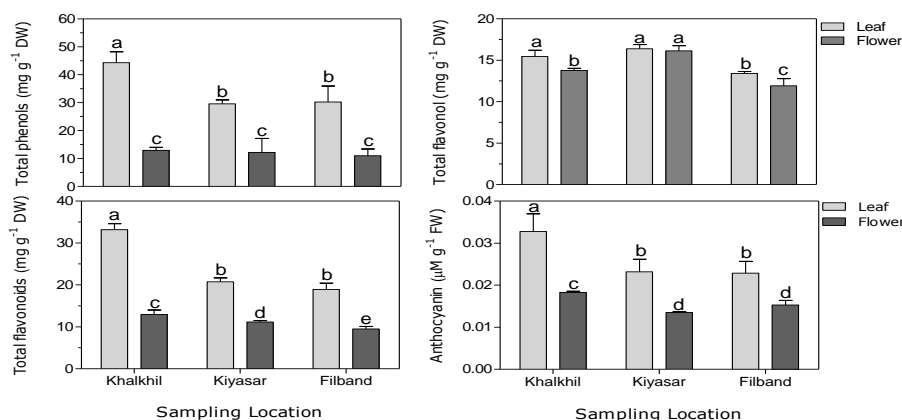 Total phenols (mg g⁻¹ DW)
60
50
40
30
20
10
0
a
c
b
c
b
c
Total flavonol (mg g⁻¹ DW)
20
15
10
5
0
a
b
a
a
b
c
Leaf
Flower
Total flavonoids (mg g⁻¹ DW)
40
30
20
10
0
a
c
b
d
b
e
Khalkhil Kiyasar Filband
Sampling Location
Anthocyanin (µM g⁻¹ FW)
0.04
0.03
0.02
0.01
0.00
a
c
b
d
b
d
Leaf
Flower
Khalkhil Kiyasar Filband
Sampling Location